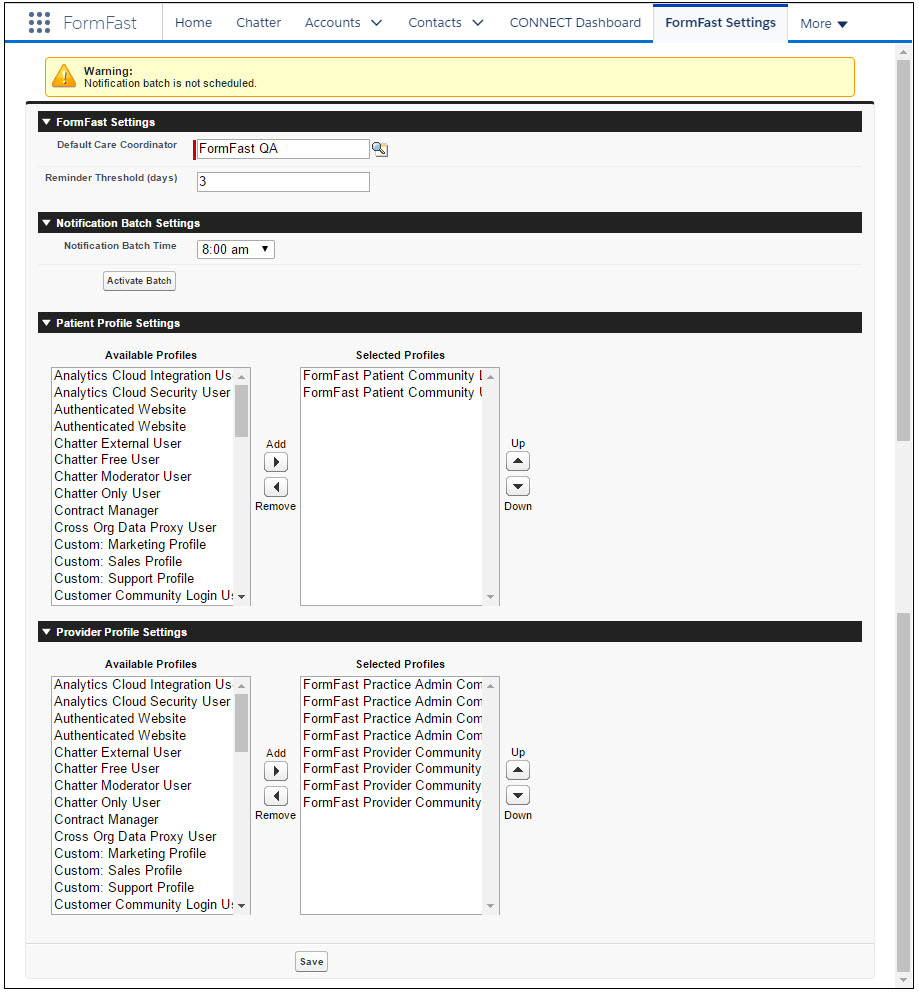 FormFast Home Chatter Accounts Contacts CONNECT Dashboard FormFast Settings More
Warning:
Notification batch is not scheduled.
FormFast Settings
Default Care Coordinator FormFast QA
Reminder Threshold (days) 3
Notification Batch Settings
Notification Batch Time 8:00 am
Activate Batch
Patient Profile Settings
Available Profiles
Analytics Cloud Integration Us
Analytics Cloud Security User
Authenticated Website
Authenticated Website
Chatter External User
Chatter Free User
Chatter Moderator User
Chatter Only User
Contract Manager
Cross Org Data Proxy User
Custom: Marketing Profile
Custom: Sales Profile
Custom: Support Profile
Customer Community Login Us
Add
Remove
Selected Profiles
FormFast Patient Community L
FormFast Patient Community U
Up
Down
Provider Profile Settings
Available Profiles
Analytics Cloud Integration Us
Analytics Cloud Security User
Authenticated Website
Authenticated Website
Chatter External User
Chatter Free User
Chatter Moderator User
Chatter Only User
Contract Manager
Cross Org Data Proxy User
Custom: Marketing Profile
Custom: Sales Profile
Custom: Support Profile
Customer Community Login Us
Add
Remove
Selected Profiles
FormFast Practice Admin Com
FormFast Practice Admin Com
FormFast Practice Admin Com
FormFast Practice Admin Com
FormFast Provider Community
FormFast Provider Community
FormFast Provider Community
FormFast Provider Community
Up
Down
Save